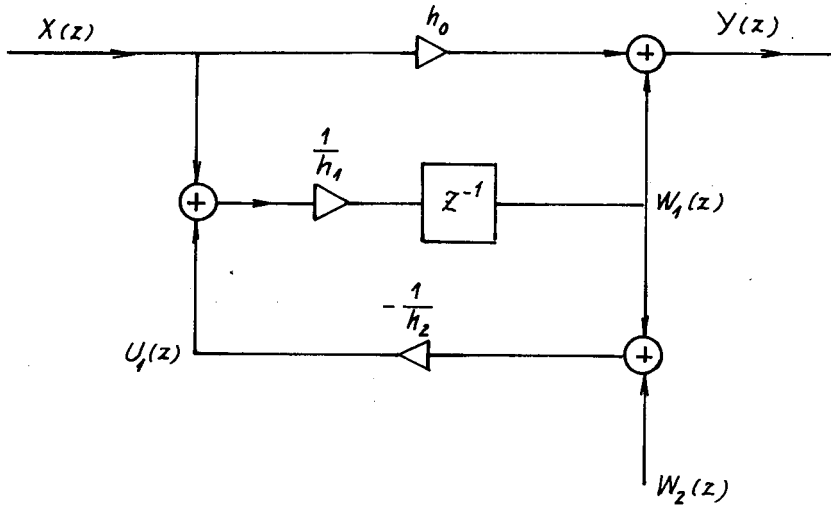 X(z)
h₀
+
Y(z)
1/h₁
+
z⁻¹
W₁(z)
-1/h₂
U₁(z)
+
W₂(z)